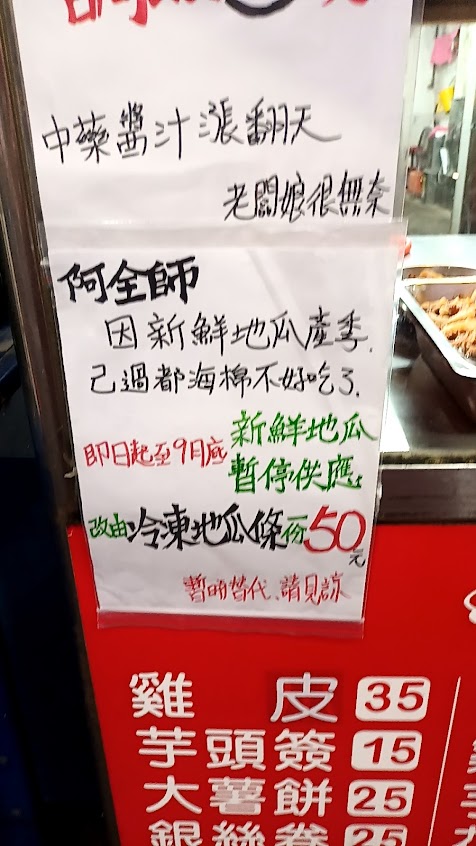 中藥醬汁漲翻天
老闆娘很無奈
阿全師
因新鮮地瓜產季.
己過都海棉不好吃了.
即日起至9月底
新鮮地瓜
暫停供應
改由冷凍地瓜條一份50元
暫時替代、請見諒
雞皮 35
芋頭簽 15
大薯餅 25
銀絲卷 25